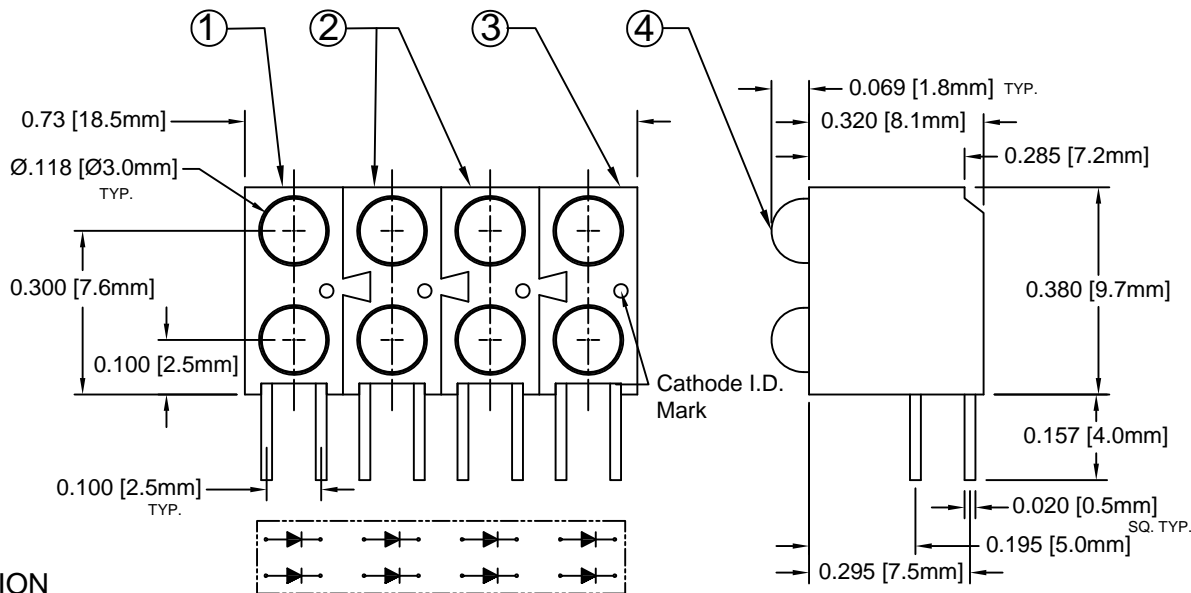 1
2
3
4
0.73 [18.5mm]
Ø.118 [Ø3.0mm]
TYP.
0.300 [7.6mm]
0.100 [2.5mm]
0.100 [2.5mm]
TYP.
Cathode I.D.
Mark
0.069 [1.8mm] TYP.
0.320 [8.1mm]
0.285 [7.2mm]
0.380 [9.7mm]
0.157 [4.0mm]
0.020 [0.5mm]
SQ. TYP.
0.195 [5.0mm]
0.295 [7.5mm]
ION